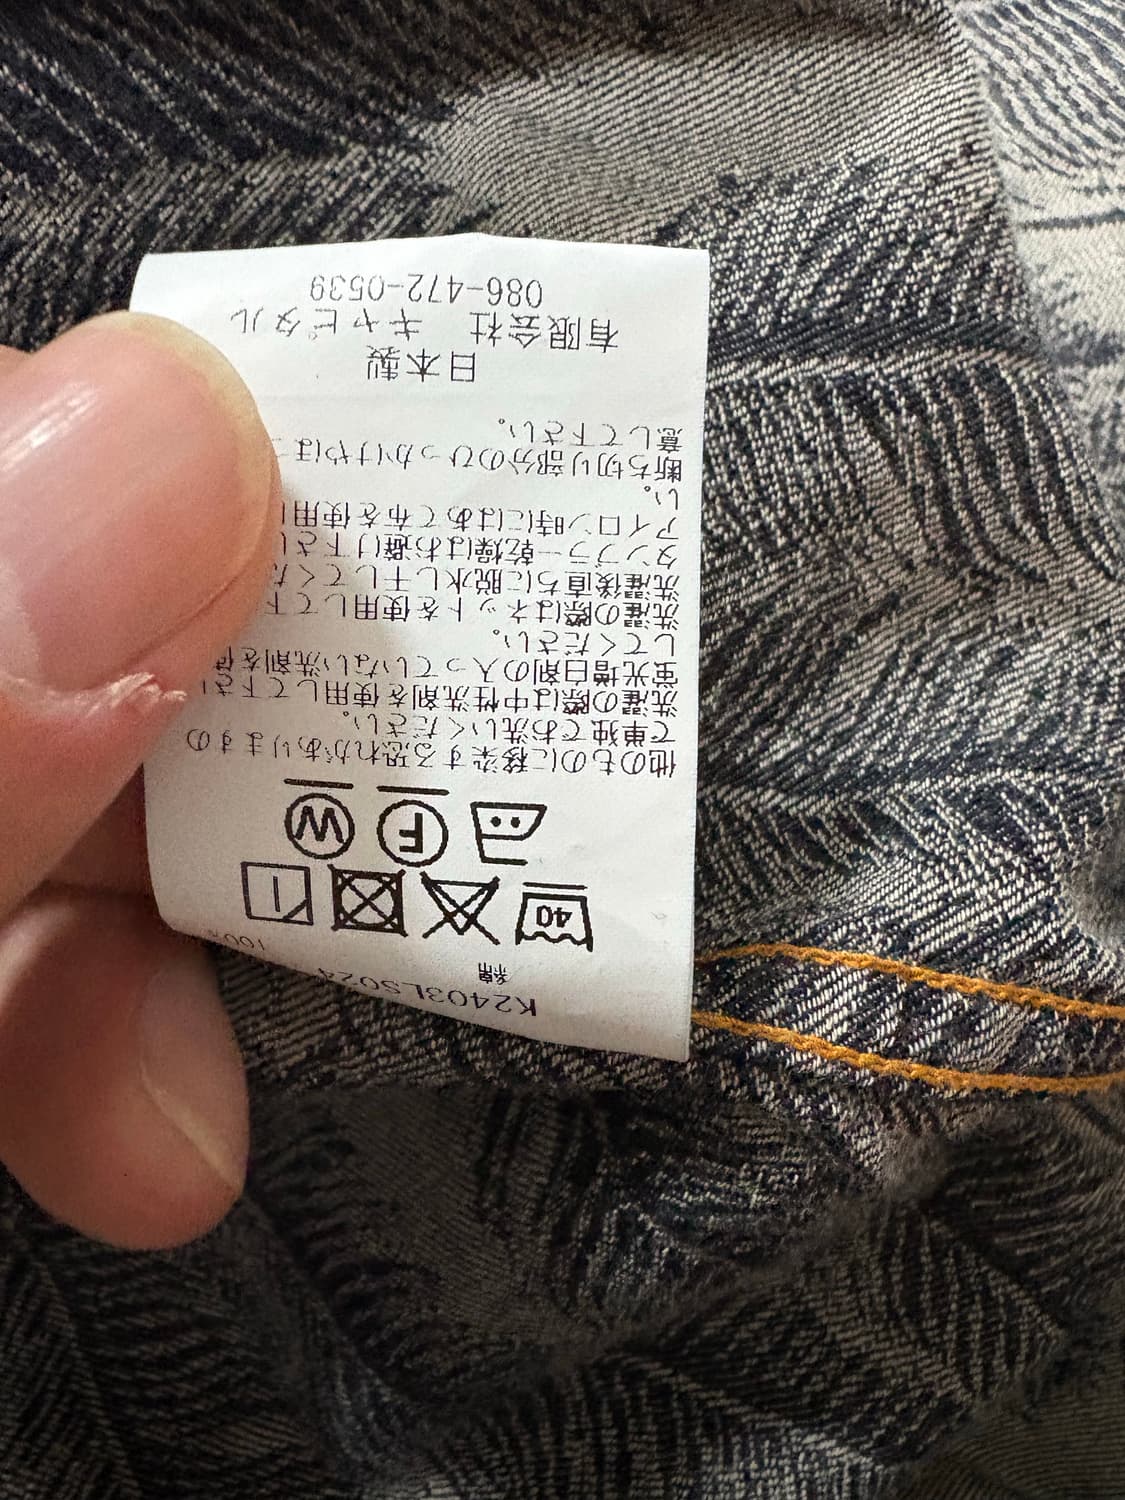 K2403LS024
綿 100%
40
F
W
他のものに移染する恐れがありますの
で単独でお洗いください。
洗濯の際は中性洗剤を使用して下さい
蛍光増白剤の入っていない洗剤を使
してください。
洗濯の際はネットを使用して下
洗濯後直ちに脱水し干してくだ
タンブラー乾燥はお避け下さい
アイロン時にはあて布を使用
い。
断ち切り部分のひっかけやほ
意して下さい。
日本製
有限会社 キャピタル
086-472-0539